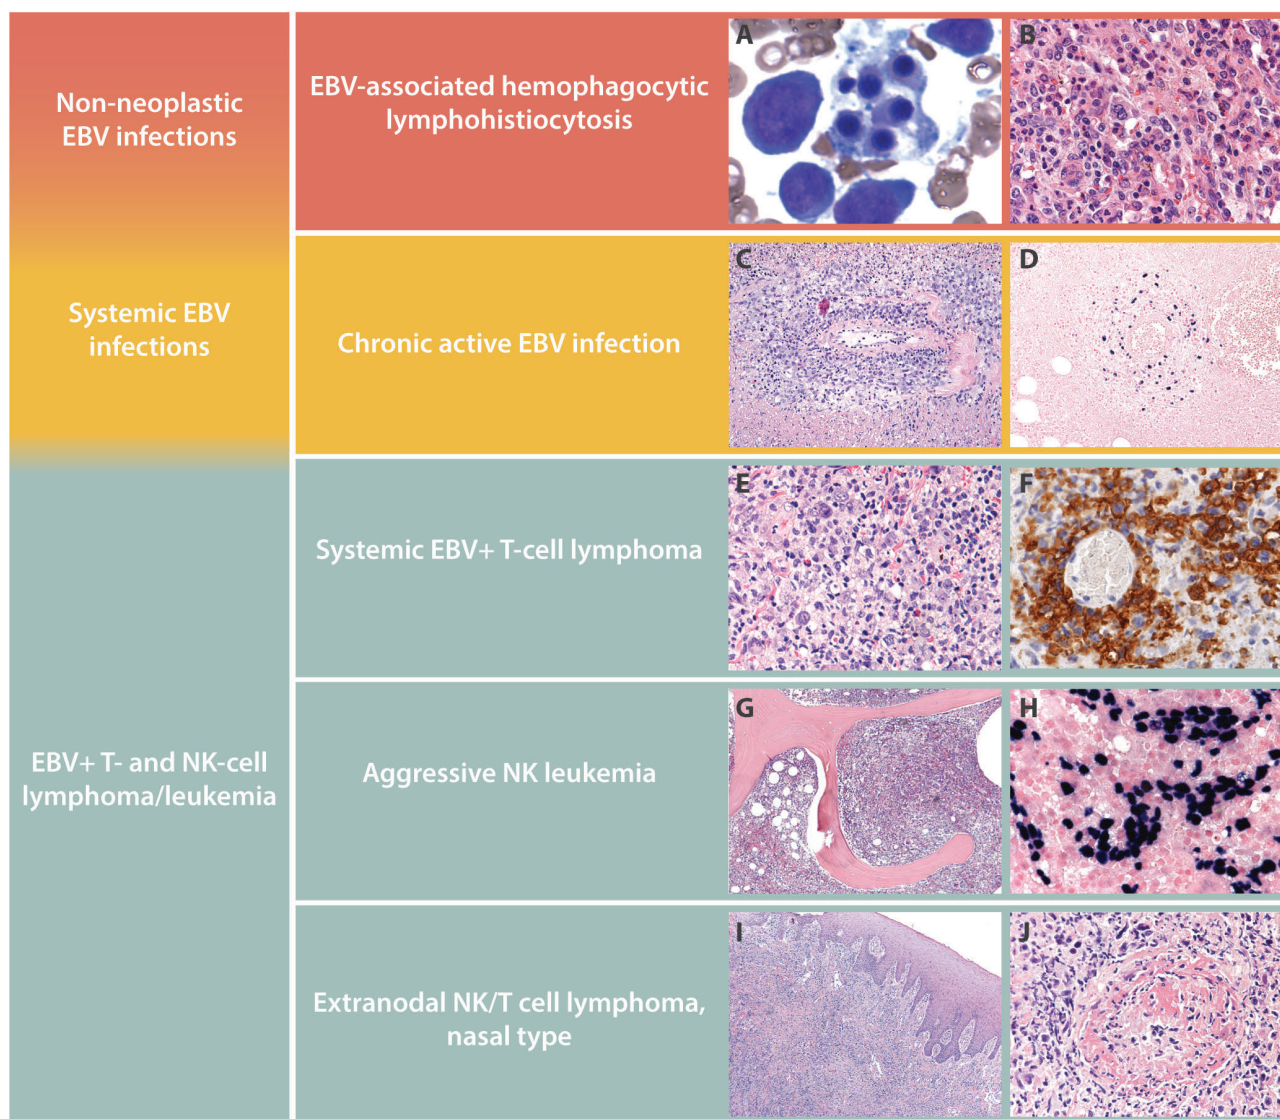 Non-neoplastic
EBV infections
EBV-associated hemophagocytic
lymphohistiocytosis
A
B
Systemic EBV
infections
Chronic active EBV infection
C
D
Systemic EBV+ T-cell lymphoma
E
F
EBV+ T- and NK-cell
lymphoma/leukemia
Aggressive NK leukemia
G
H
Extranodal NK/T cell lymphoma,
nasal type
I
J